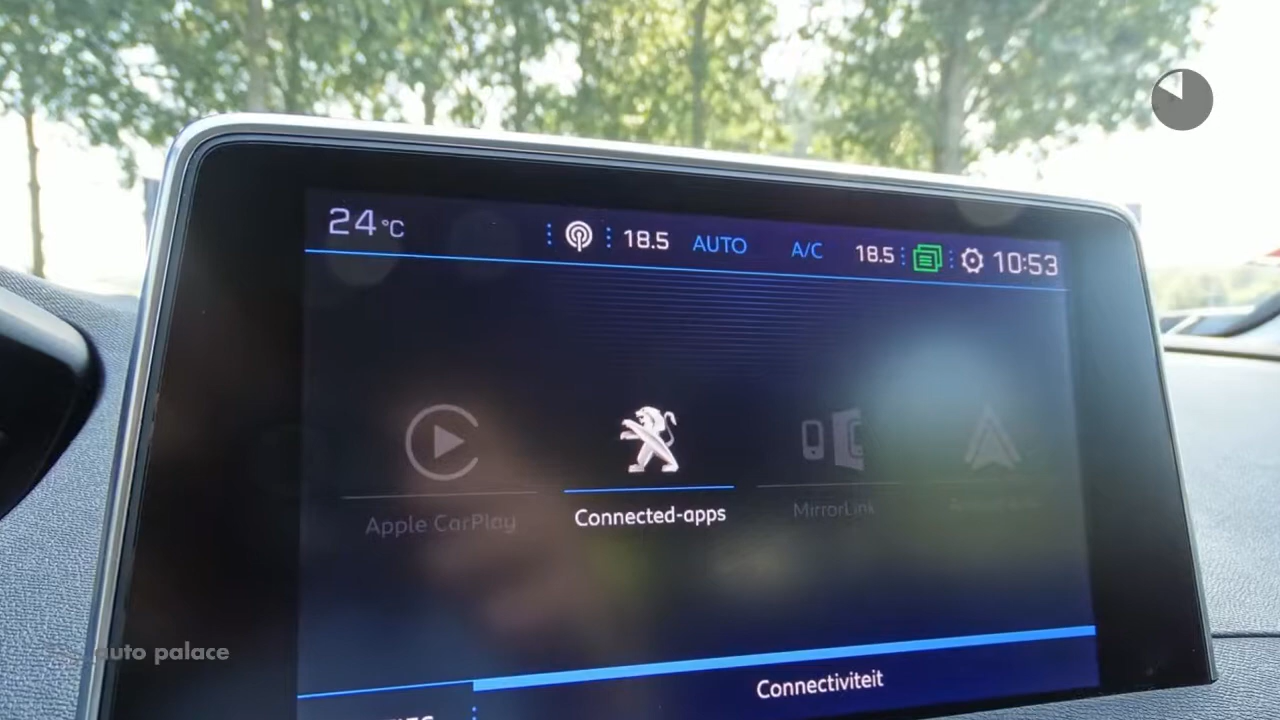 24°C 18.5 AUTO A/C 18.5 10:53
Apple CarPlay Connected-apps MirrorLink
Connectiviteit
auto palace